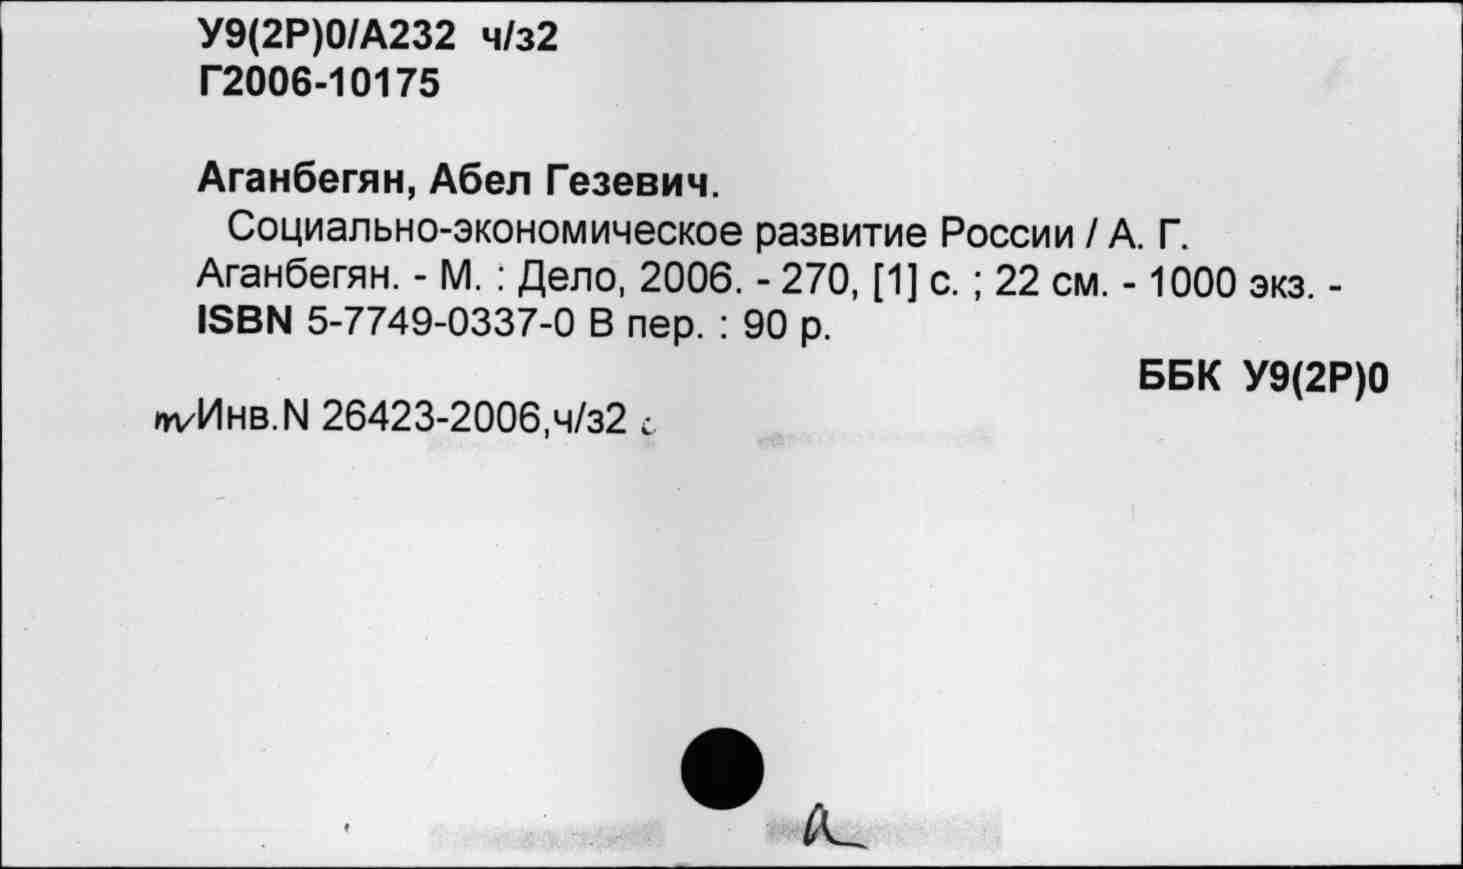 У9(2Р)0/А232 ч/з2
Г2006-10175
Аганбегян, Абел Гезевич.
Социально-экономическое развитие России / А. Г.
Аганбегян. - М. : Дело, 2006. - 270, [1] с. ; 22 см. - 1000 экз. -
ISBN 5-7749-0337-0 В пер. : 90 р.
ББК У9(2Р)0
Инв.N 26423-2006,ч/з2